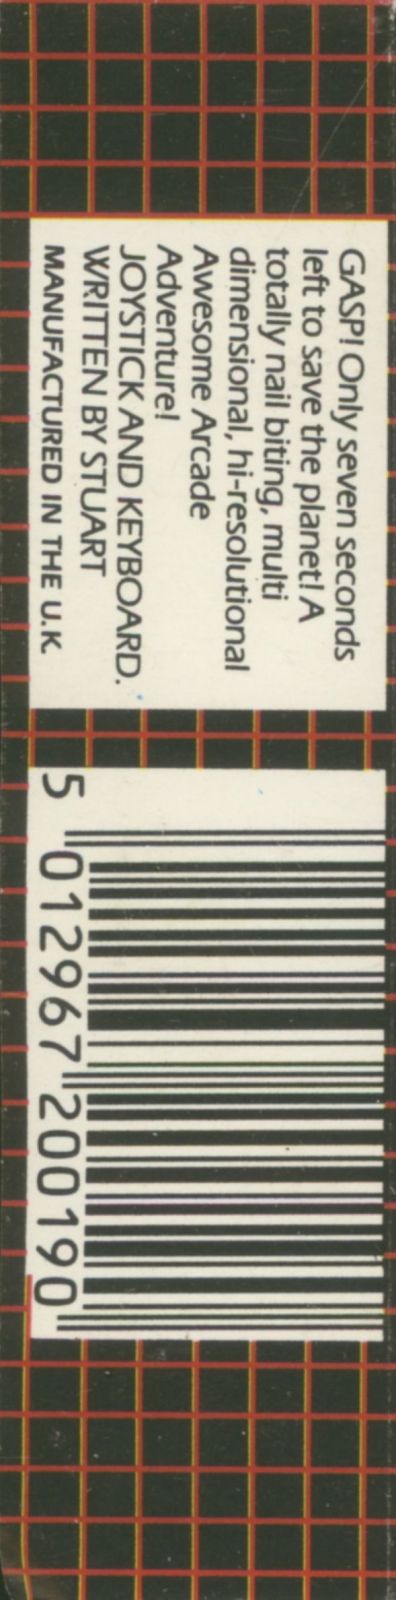 GASP! Only seven seconds
left to save the planet! A
totally nail biting, multi
dimensional, hi-resolutional
Awesome Arcade
Adventure!
JOYSTICK AND KEYBOARD.
WRITTEN BY STUART
MANUFACTURED IN THE U.K
5 012967 200190